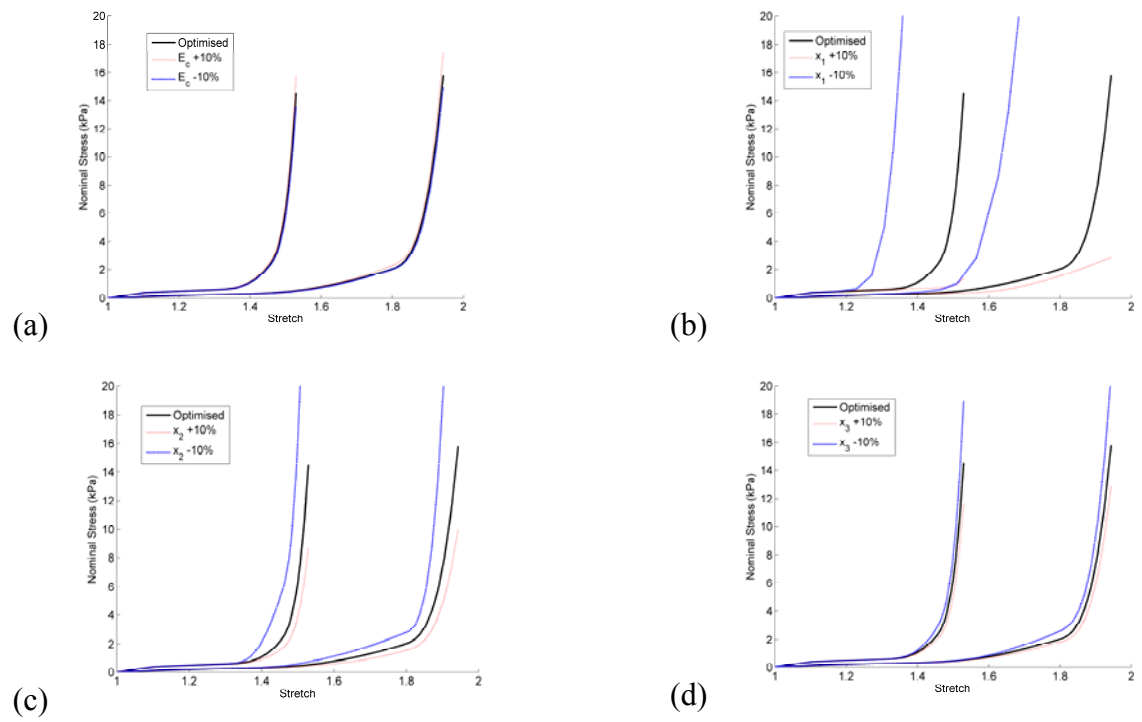 20
18
16
14
12
10
8
6
4
2
0
Nominal Stress (kPa)
Optimised
E_c +10%
E_c -10%
1 1.2 1.4 1.6 1.8 2
Stretch
(a)
20
18
16
14
12
10
8
6
4
2
0
Nominal Stress (kPa)
Optimised
x_1 +10%
x_1 -10%
1 1.2 1.4 1.6 1.8 2
Stretch
(b)
20
18
16
14
12
10
8
6
4
2
0
Nominal Stress (kPa)
Optimised
x_2 +10%
x_2 -10%
1 1.2 1.4 1.6 1.8 2
Stretch
(c)
20
18
16
14
12
10
8
6
4
2
0
Nominal Stress (kPa)
Optimised
x_3 +10%
x_3 -10%
1 1.2 1.4 1.6 1.8 2
Stretch
(d)